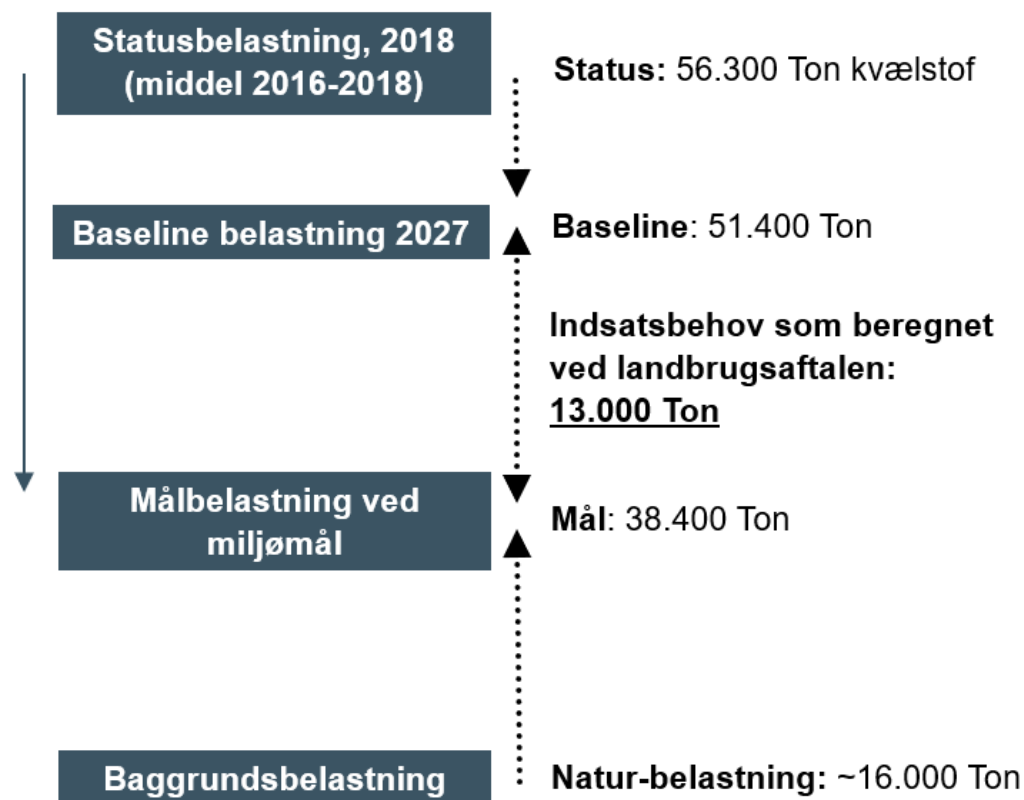 Statusbelastning, 2018
(middel 2016-2018)
Status: 56.300 Ton kvælstof
Baseline belastning 2027
Baseline: 51.400 Ton
Indsatsbehov som beregnet
ved landbrugsaftalen:
13.000 Ton
Målbelastning ved
miljømål
Mål: 38.400 Ton
Baggrundsbelastning
Natur-belastning: ~16.000 Ton